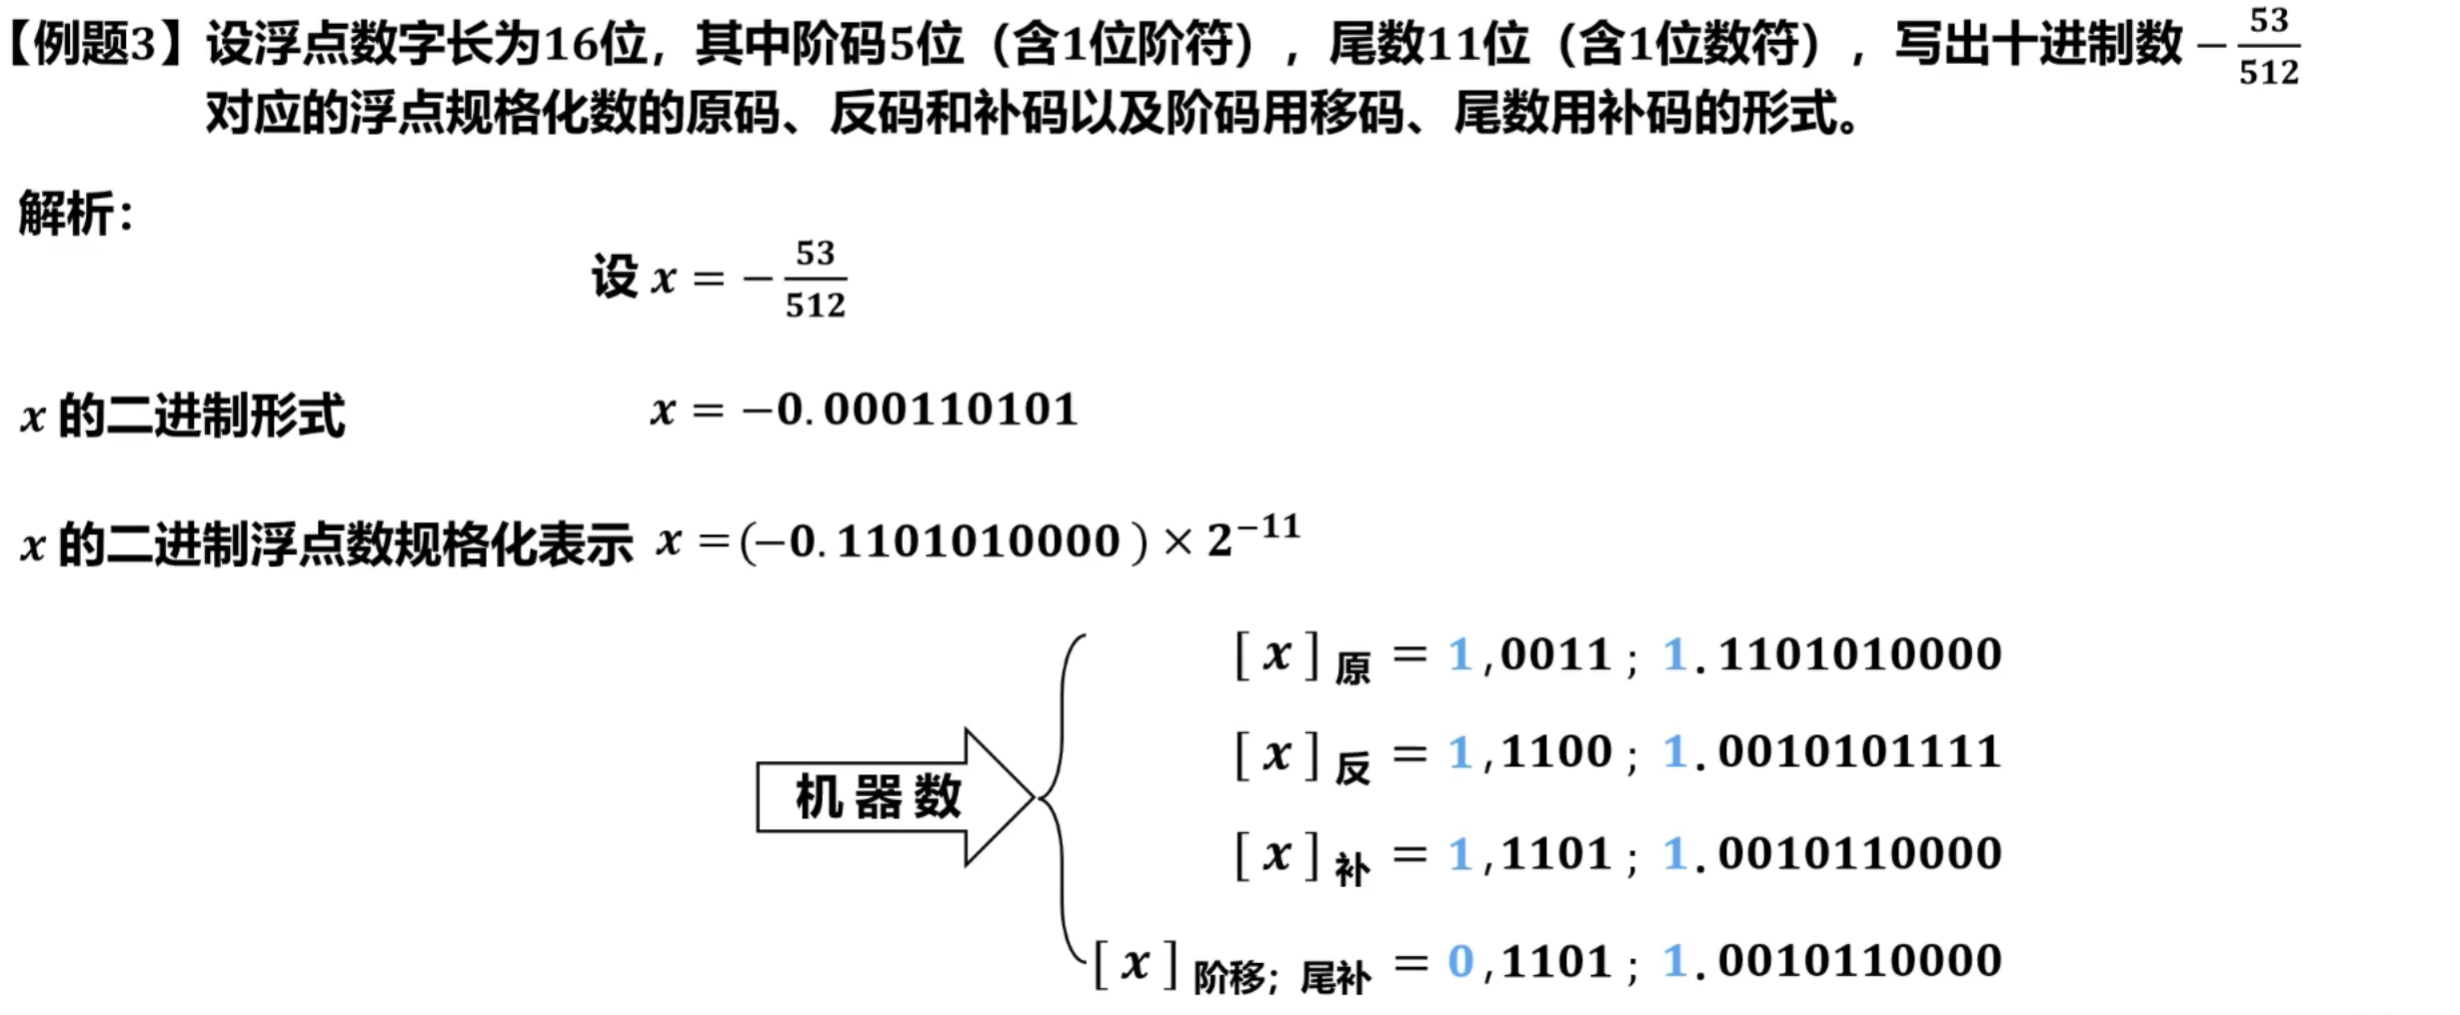 【例题3】设浮点数字长为16位，其中阶码5位（含1位阶符），尾数11位（含1位数符），写出十进制数 −53/512
对应的浮点规格化数的原码、反码和补码以及阶码用移码、尾数用补码的形式。
解析：
设 x = −53/512
x 的二进制形式 x = −0.000110101
x 的二进制浮点数规格化表示 x =(−0.1101010000) × 2^−11
机器数
[x]原 = 1,0011; 1.1101010000
[x]反 = 1,1100; 1.0010101111
[x]补 = 1,1101; 1.0010110000
[x]阶移；尾补 = 0,1101; 1.0010110000